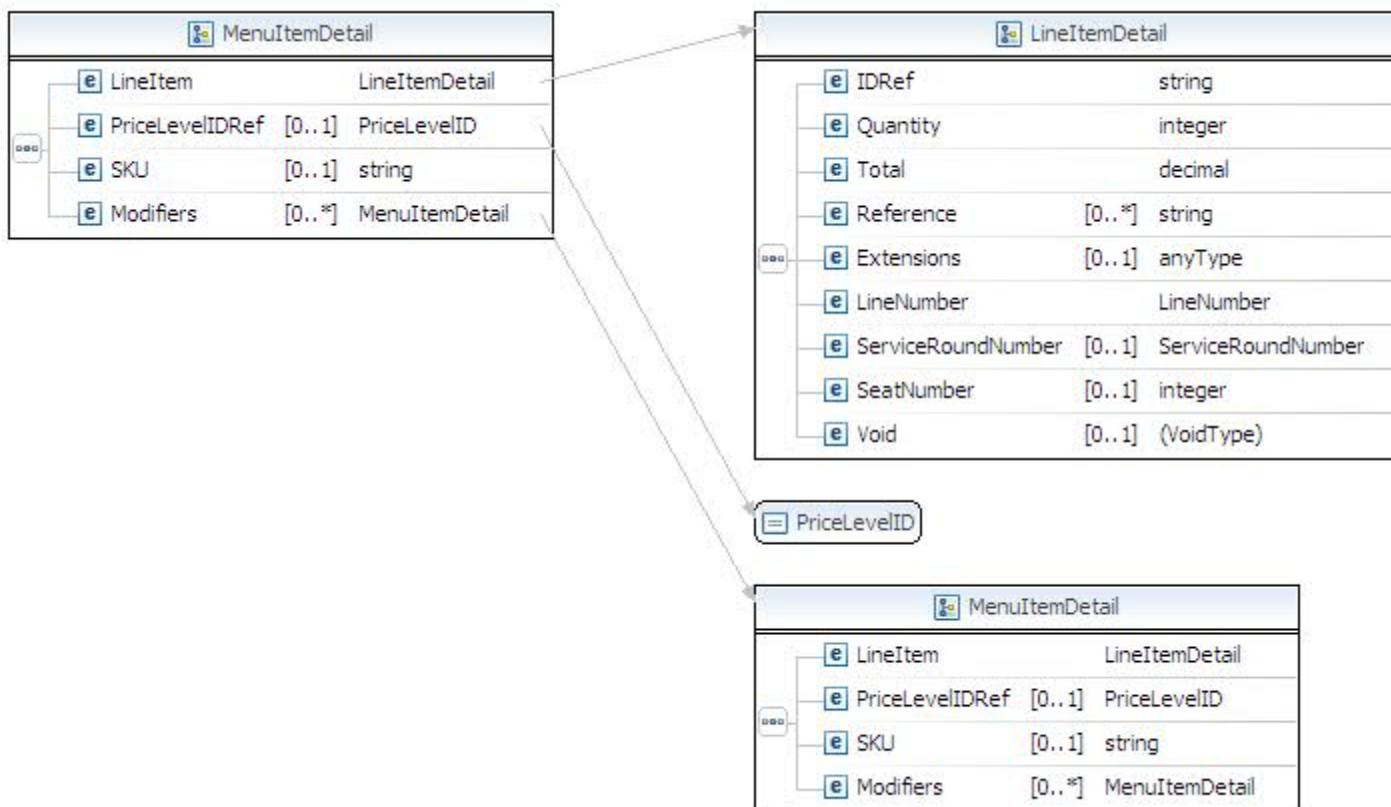 MenuItemDetail
e LineItem LineItemDetail
e PriceLevelIDRef [0..1] PriceLevelID
e SKU [0..1] string
e Modifiers [0..*] MenuItemDetail
LineItemDetail
e IDRef string
e Quantity integer
e Total decimal
e Reference [0..*] string
e Extensions [0..1] anyType
e LineNumber LineNumber
e ServiceRoundNumber [0..1] ServiceRoundNumber
e SeatNumber [0..1] integer
e Void [0..1] (VoidType)
PriceLevelID
MenuItemDetail
e LineItem LineItemDetail
e PriceLevelIDRef [0..1] PriceLevelID
e SKU [0..1] string
e Modifiers [0..*] MenuItemDetail